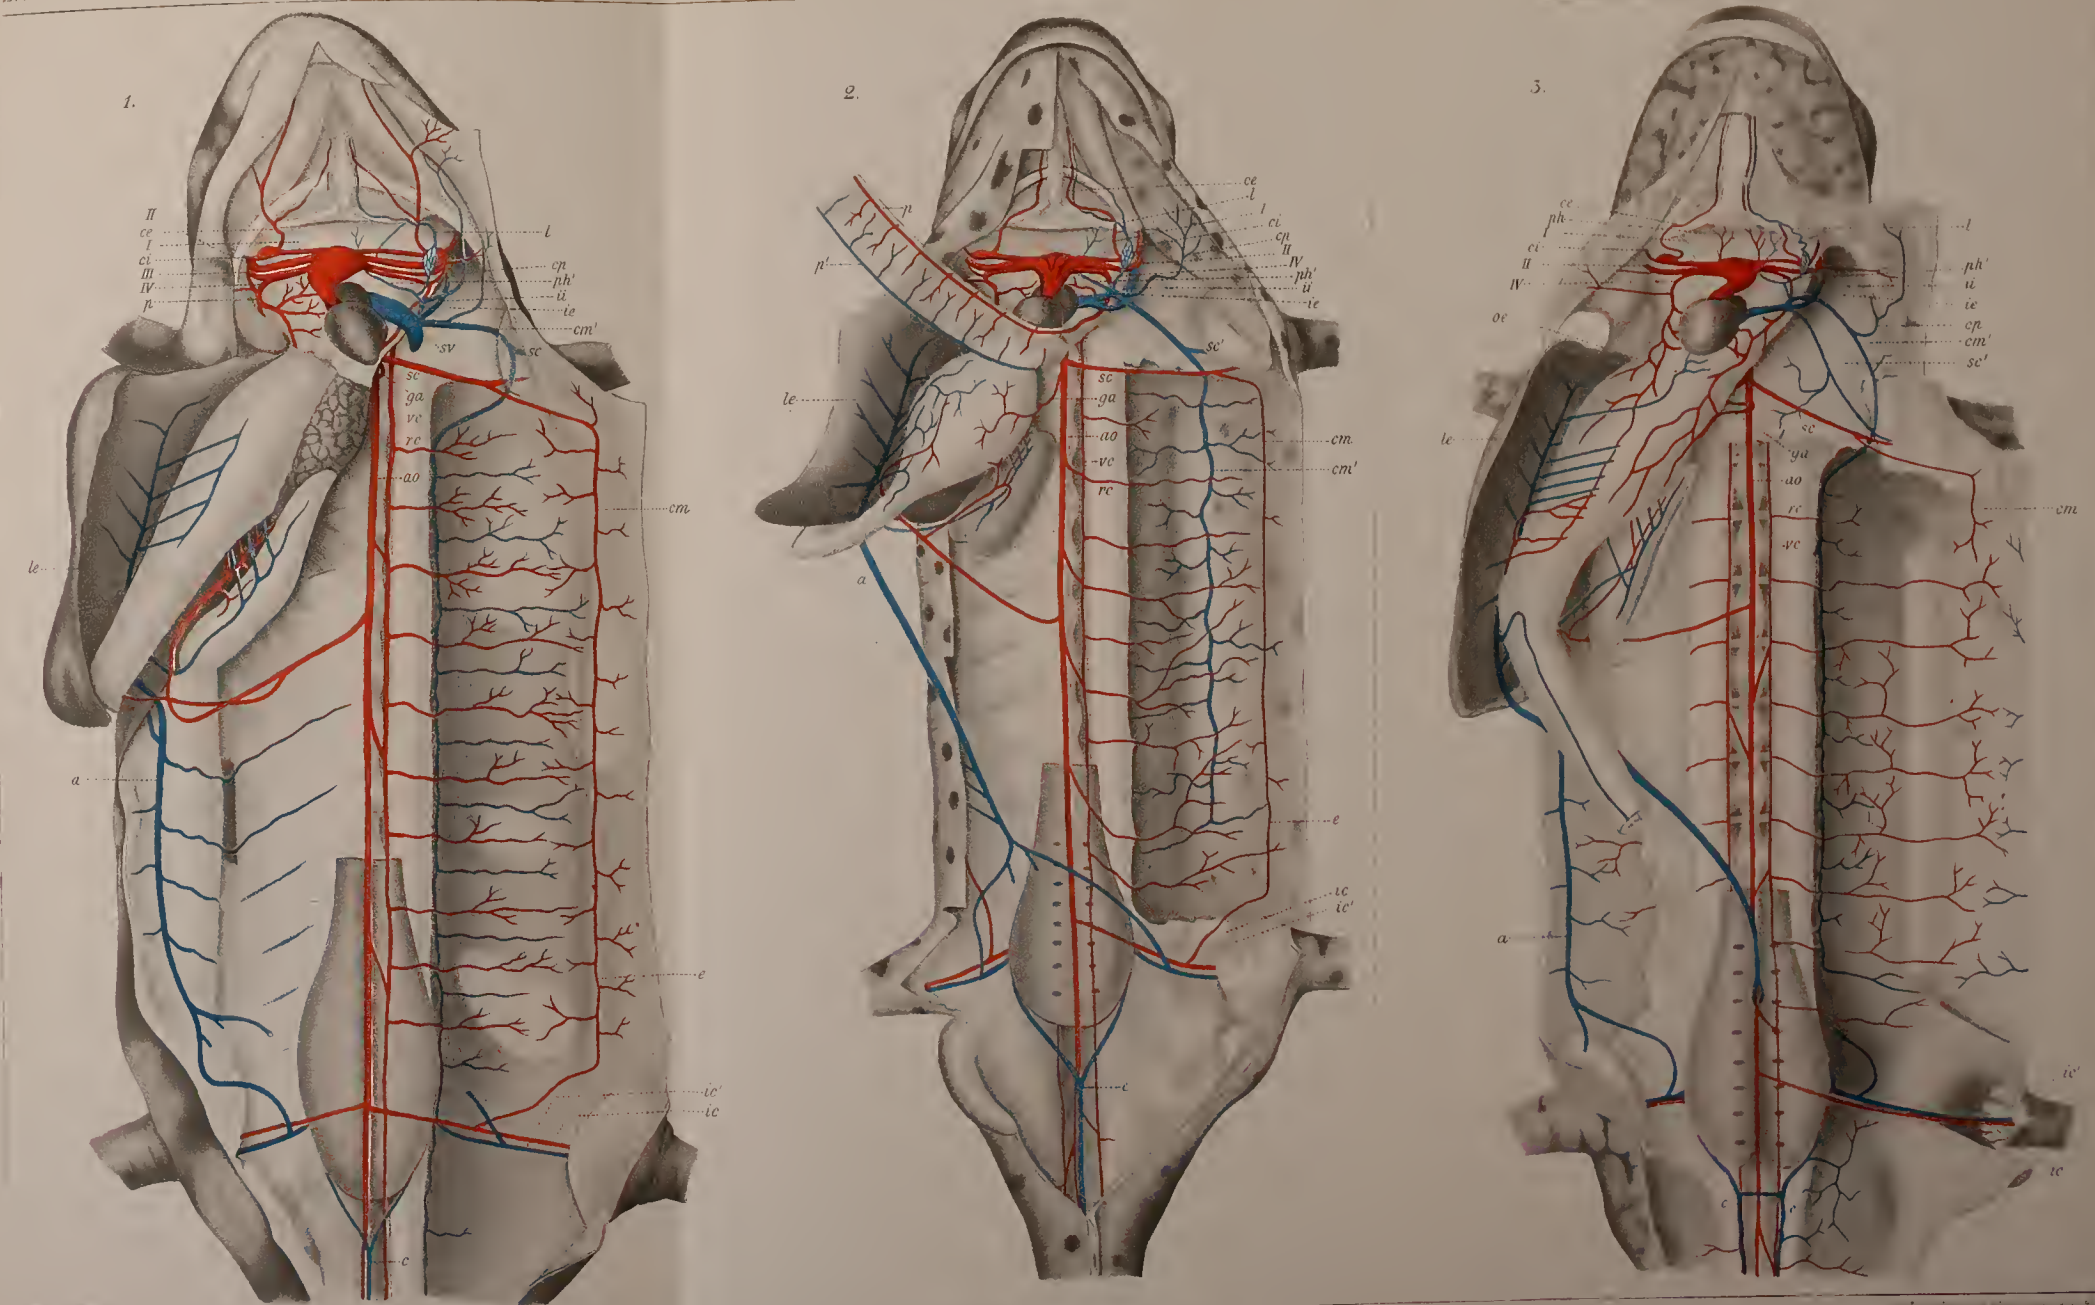 1.
II
ce
l
ci
III
IV
p
l
cp
ph'
ii
ie
cm'
sv
sc
sc
ga
vc
rc
ao
cm
le
a
e
ic'
ic
c
2.
p
p'
ce
l
l
ci
cp
II
IV
ph'
ii
ie
sc'
le
sc
ga
ao
vc
rc
cm
cm'
a
e
ic
ic'
c
3.
ce
ph
l
ci
II
IV
oe
l
ph'
ii
ie
cp
cm'
sc'
le
sc
ga
ao
rc
vc
cm
a
ic'
ic
c
c